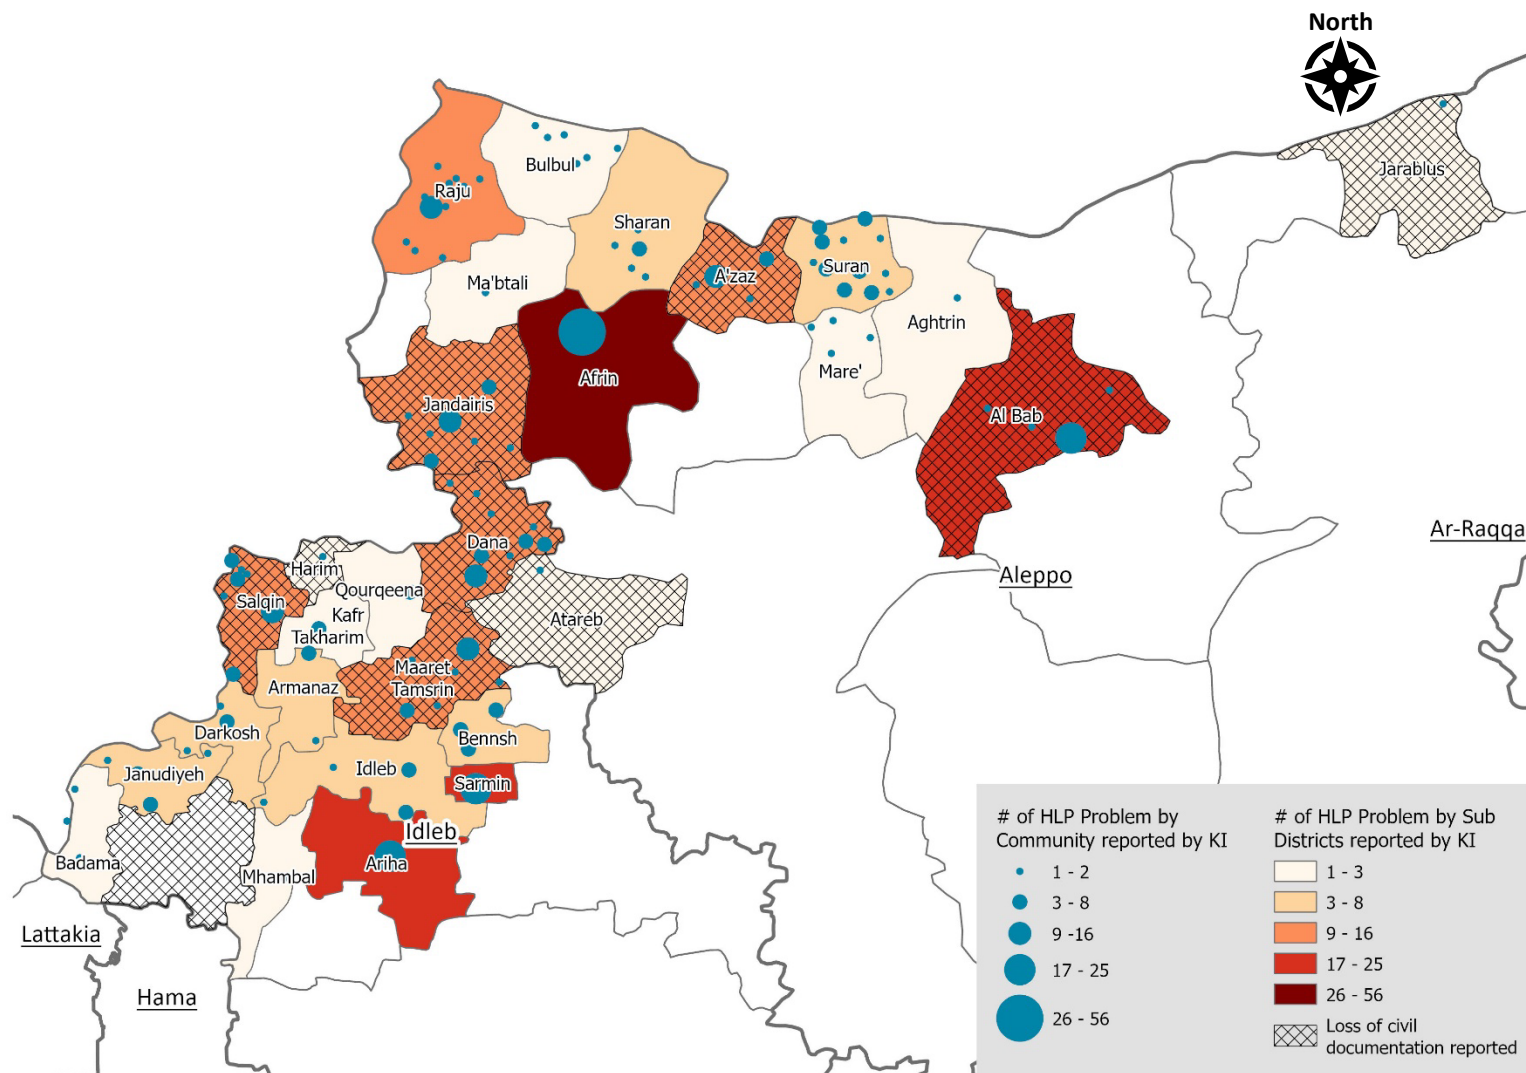 North
Jarablus
Bulbul
Raju
Sharan
Suran
A'zaz
Ma'btali
Aghtrin
Mare'
Afrin
Jandairis
Al Bab
Ar-Raqqa
Dana
Harim
Aleppo
Qourqeena
Salqin
Kafr
Takharim
Atareb
Maaret
Tamsrin
Armanaz
Darkosh
Bennsh
Janudiyeh
Idleb
Sarmin
Idleb
Ariha
Badama
Mhambal
Lattakia
Hama
# of HLP Problem by
Community reported by KI
1 - 2
3 - 8
9 -16
17 - 25
26 - 56
# of HLP Problem by Sub
Districts reported by KI
1 - 3
3 - 8
9 - 16
17 - 25
26 - 56
Loss of civil
documentation reported